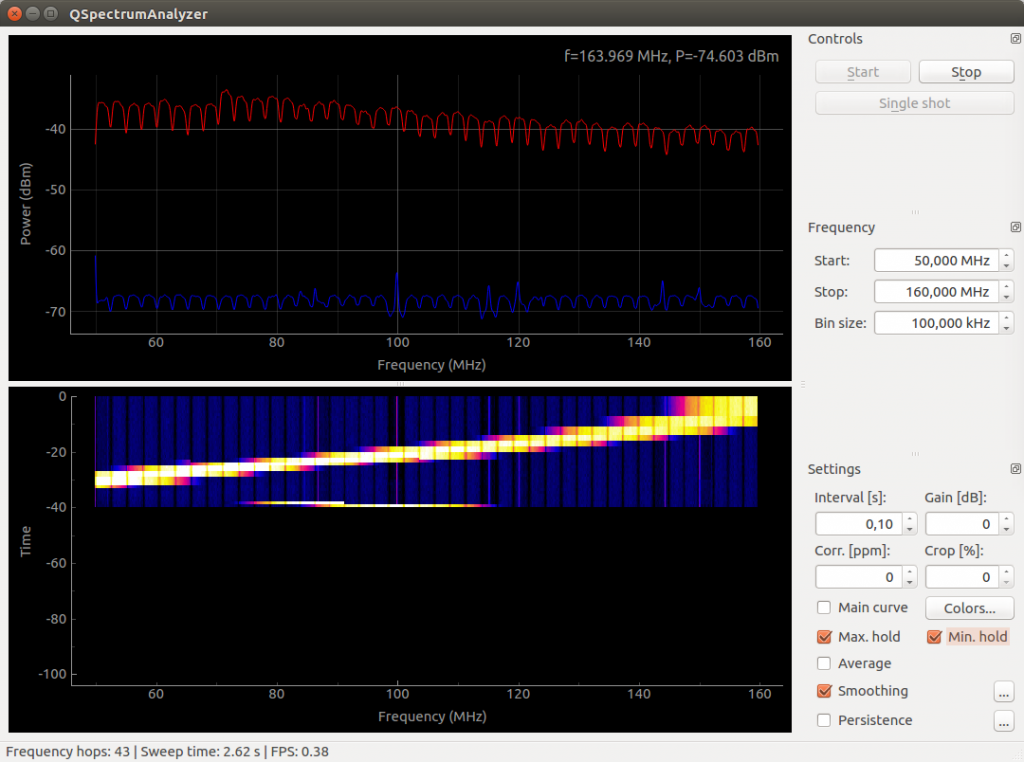 QSpectrumAnalyzer
f=163.969 MHz, P=-74.603 dBm
-40
-50
-60
-70
Power (dBm)
60 80 100 120 140 160
Frequency (MHz)
0
-20
-40
-60
-80
-100
Time
60 80 100 120 140 160
Frequency (MHz)
Controls
Start Stop
Single shot
Frequency
Start: 50,000 MHz
Stop: 160,000 MHz
Bin size: 100,000 kHz
Settings
Interval [s]: Gain [dB]:
0,10 0
Corr. [ppm]: Crop [%]:
0 0
Main curve Colors...
Max. hold Min. hold
Average
Smoothing ...
Persistence ...
Frequency hops: 43 | Sweep time: 2.62 s | FPS: 0.38